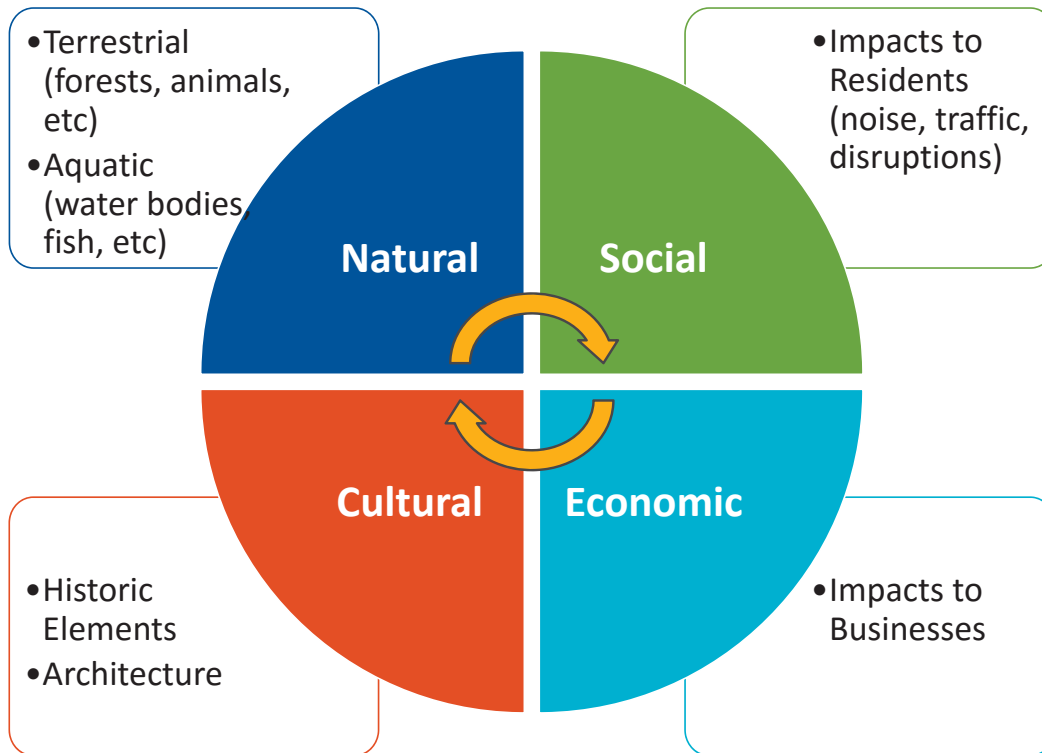 •Terrestrial
(forests, animals,
etc)
•Aquatic
(water bodies,
fish, etc)
Natural
Social
•Impacts to
Residents
(noise, traffic,
disruptions)
Cultural
Economic
•Historic
Elements
•Architecture
•Impacts to
Businesses